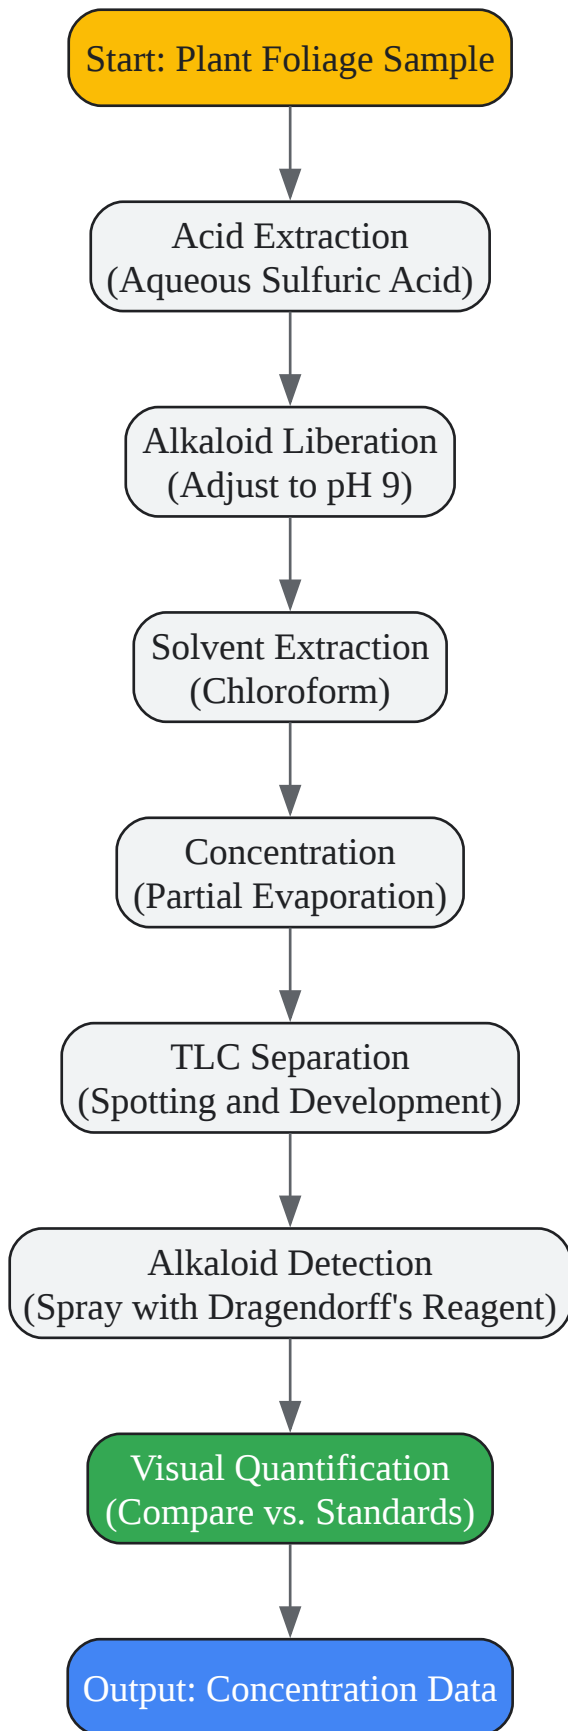 Start: Plant Foliage Sample
Acid Extraction
(Aqueous Sulfuric Acid)
Alkaloid Liberation
(Adjust to pH 9)
Solvent Extraction
(Chloroform)
Concentration
(Partial Evaporation)
TLC Separation
(Spotting and Development)
Alkaloid Detection
(Spray with Dragendorff's Reagent)
Visual Quantification
(Compare vs. Standards)
Output: Concentration Data